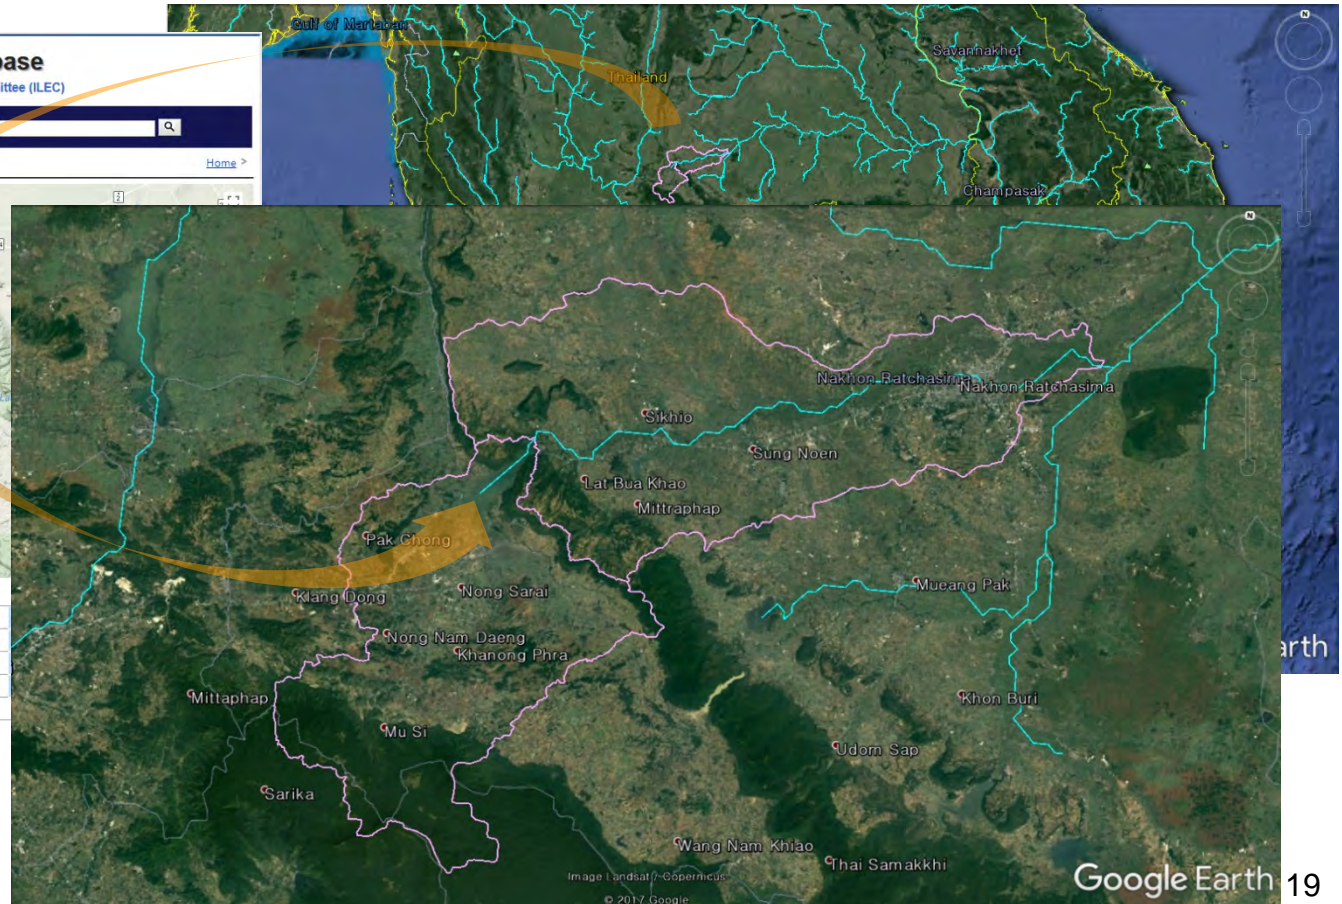 Gulf of Martaban
Savannakhet
Thailand
Champasak
ase
ittee (ILEC)
Home >
N
N
Nakhon Ratchasima
Nakhon Ratchasima
Sikhio
Sung Noen
Lat Bua Khao
Mittraphap
Pak Chong
Klang Dong
Nong Sarai
Mueang Pak
Nong Nam Daeng
Khanong Phra
arth
Mittaphap
Khon Buri
Mu Si
Udom Sap
Sarika
Wang Nam Khiao
Thai Samakkhi
Image Landsat / Copernicus
© 2017 Google
Google Earth
19